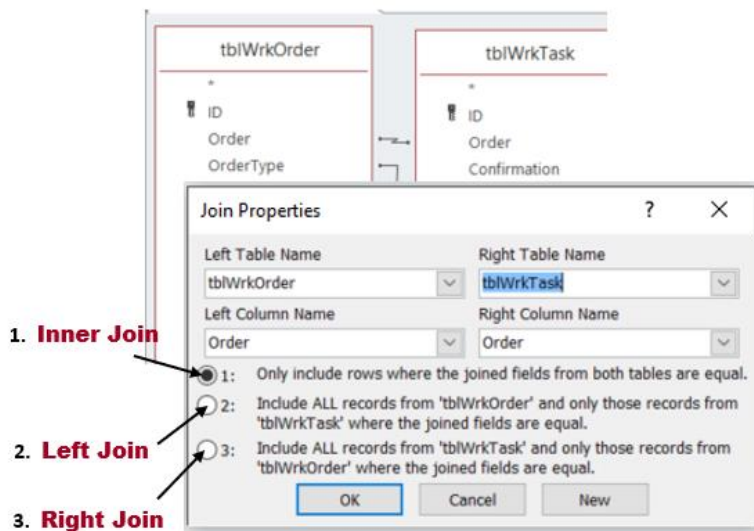 tblWrkOrder
*
ID
Order
OrderType
tblWrkTask
*
ID
Order
Confirmation
Join Properties
?
Left Table Name
Right Table Name
tblWrkOrder
tblWrkTask
Left Column Name
Right Column Name
Order
Order
1. Inner Join
1: Only include rows where the joined fields from both tables are equal.
2. Left Join
2: Include ALL records from 'tblWrkOrder' and only those records from
'tblWrkTask' where the joined fields are equal.
3. Right Join
3: Include ALL records from 'tblWrkTask' and only those records from
'tblWrkOrder' where the joined fields are equal.
OK
Cancel
New